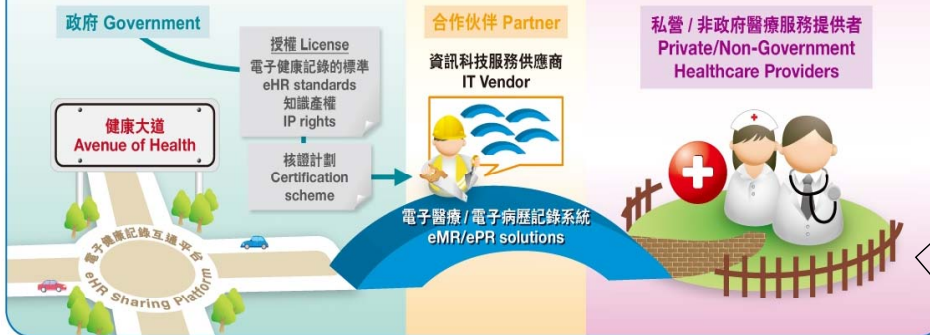 政府 Government
授權 License
電子健康記錄的標準
eHR standards
知識產權
IP rights
健康大道
Avenue of Health
核證計劃
Certification
scheme
電子健康記錄互通平台
eHR Sharing Platform
合作伙伴 Partner
資訊科技服務供應商
IT Vendor
電子醫療 / 電子病歷記錄系統
eMR/ePR solutions
私營 / 非政府醫療服務提供者
Private/Non-Government
Healthcare Providers